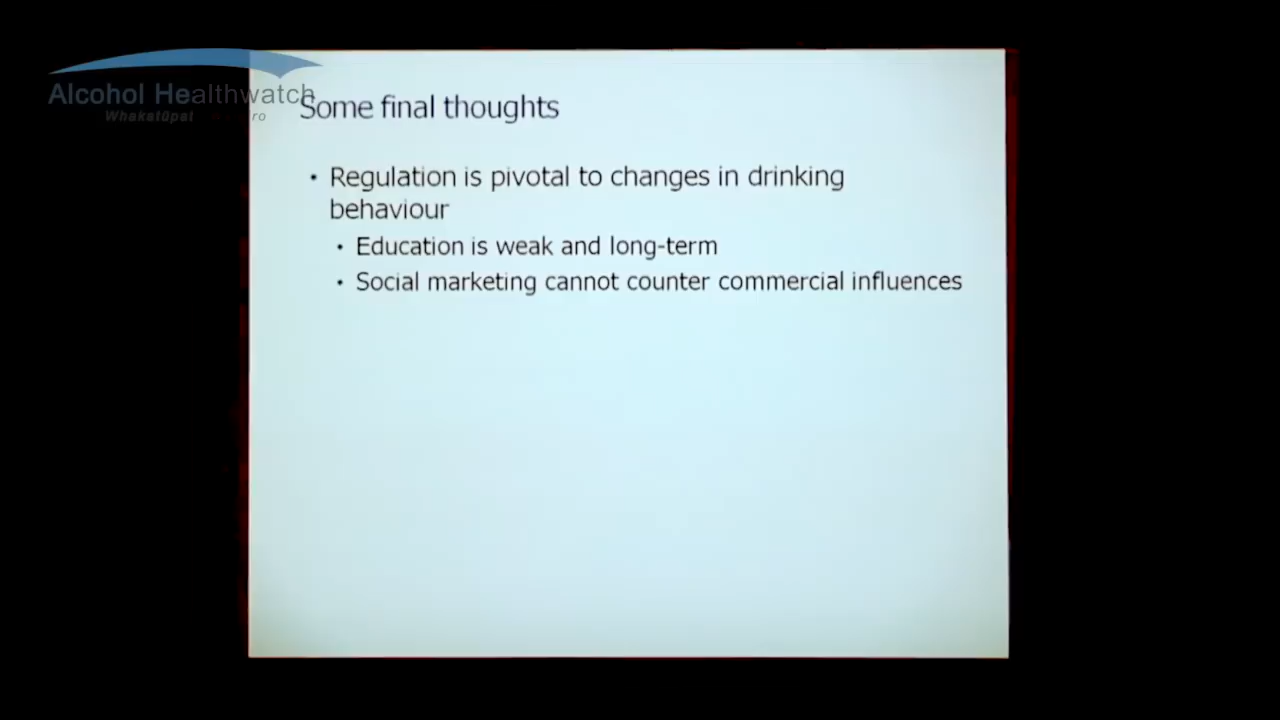 Alcohol Healthwatch
Whakatūpai
Some final thoughts
• Regulation is pivotal to changes in drinking
behaviour
• Education is weak and long-term
• Social marketing cannot counter commercial influences